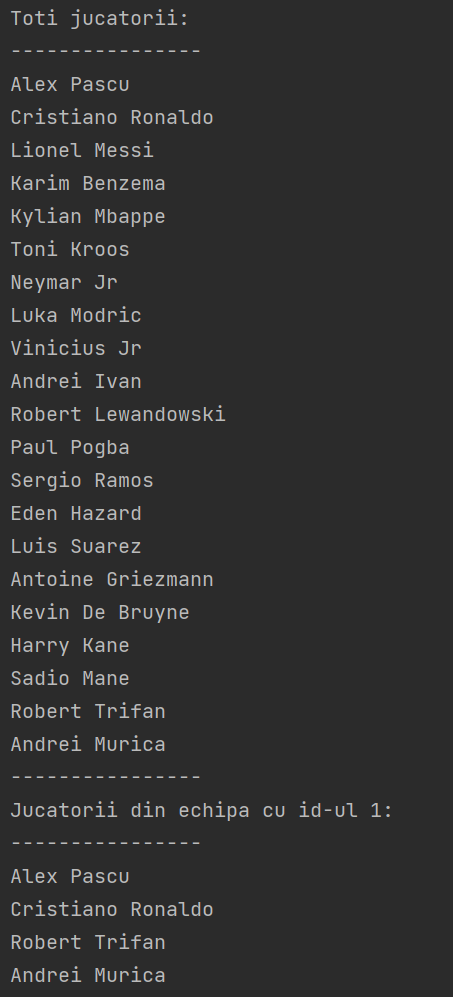 Toti jucatorii:
----------------
Alex Pascu
Cristiano Ronaldo
Lionel Messi
Karim Benzema
Kylian Mbappe
Toni Kroos
Neymar Jr
Luka Modric
Vinicius Jr
Andrei Ivan
Robert Lewandowski
Paul Pogba
Sergio Ramos
Eden Hazard
Luis Suarez
Antoine Griezmann
Kevin De Bruyne
Harry Kane
Sadio Mane
Robert Trifan
Andrei Murica
----------------
Jucatorii din echipa cu id-ul 1:
----------------
Alex Pascu
Cristiano Ronaldo
Robert Trifan
Andrei Murica